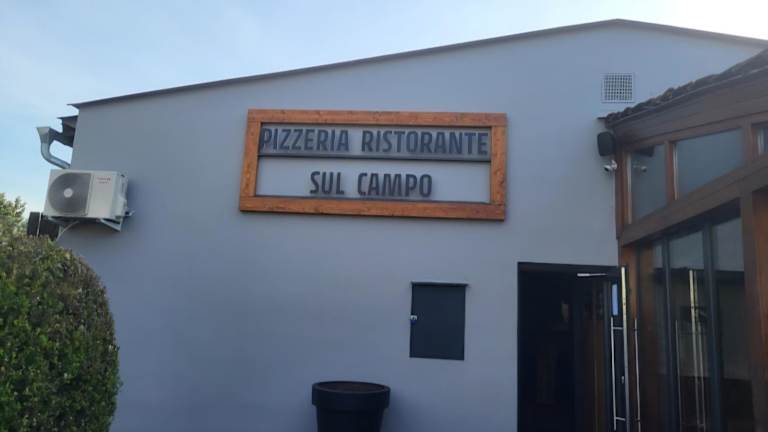 PIZZERIA RISTORANTE
SUL CAMPO